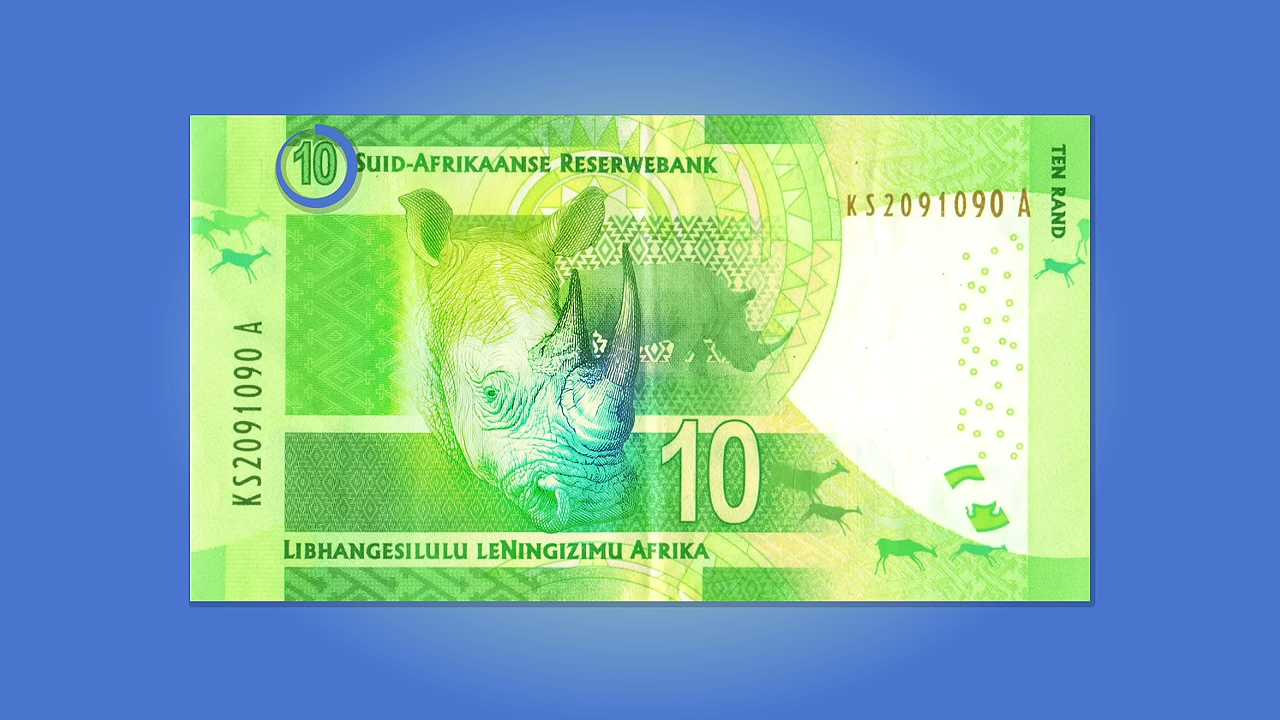 10 SUID-AFRIKAANSE RESERWEBANK
KS2091090 A
TEN RAND
KS2091090 A
10
LIBHANGESILULU LENINGIZIMU AFRIKA